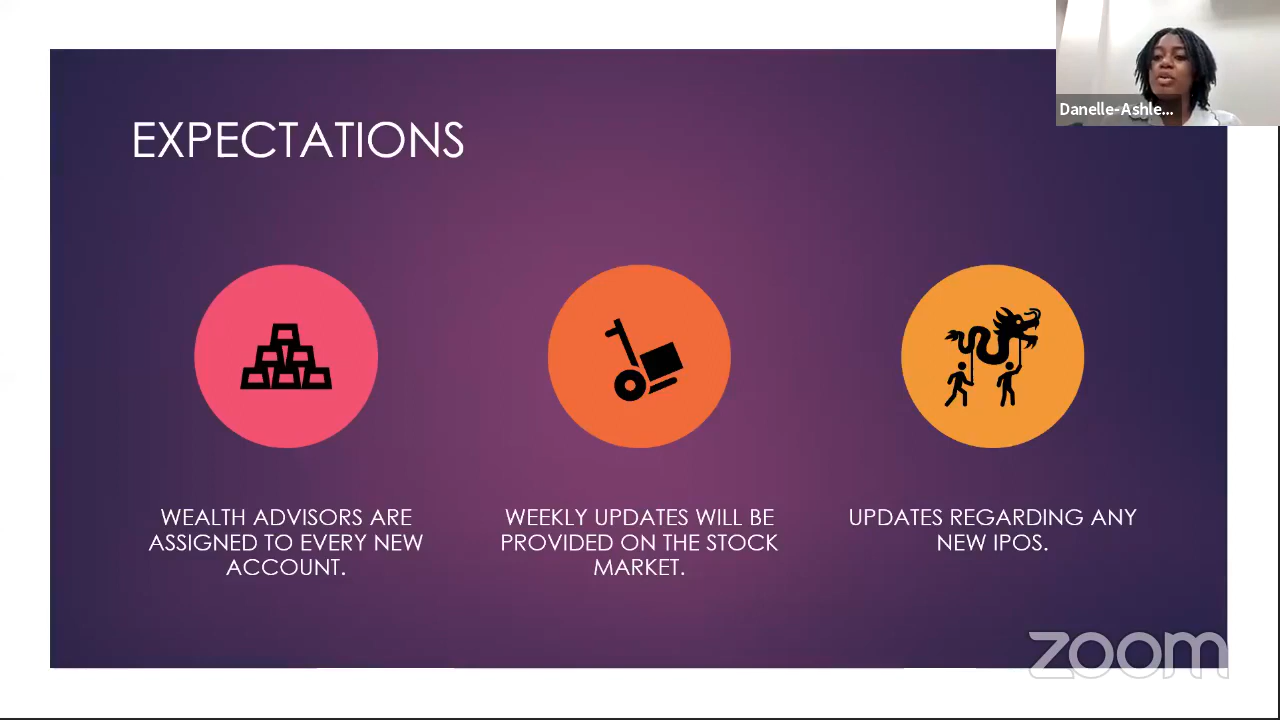 Danelle-Ashle...
EXPECTATIONS
WEALTH ADVISORS ARE
ASSIGNED TO EVERY NEW
ACCOUNT.
WEEKLY UPDATES WILL BE
PROVIDED ON THE STOCK
MARKET.
UPDATES REGARDING ANY
NEW IPOS.
zoom